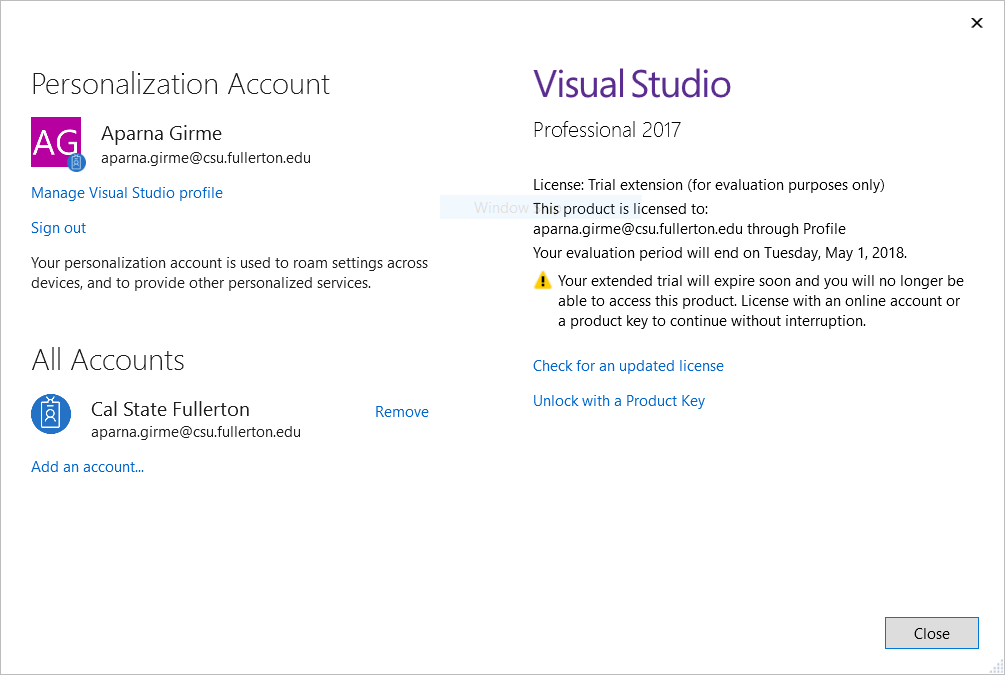 Personalization Account
AG
Aparna Girme
aparna.girme@csu.fullerton.edu
Manage Visual Studio profile
Sign out
Your personalization account is used to roam settings across
devices, and to provide other personalized services.
All Accounts
Cal State Fullerton
Remove
aparna.girme@csu.fullerton.edu
Add an account...
Visual Studio
Professional 2017
License: Trial extension (for evaluation purposes only)
Window
This product is licensed to:
aparna.girme@csu.fullerton.edu through Profile
Your evaluation period will end on Tuesday, May 1, 2018.
Your extended trial will expire soon and you will no longer be
able to access this product. License with an online account or
a product key to continue without interruption.
Check for an updated license
Unlock with a Product Key
Close